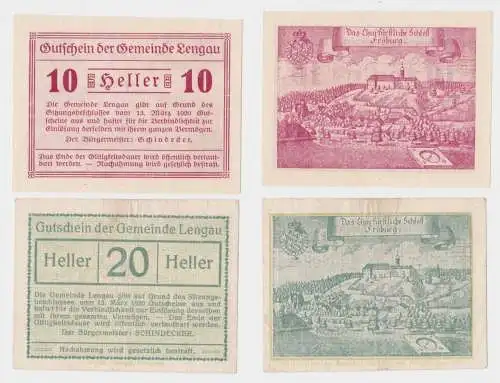 Gutschein der Gemeinde Lengau
10 Heller 10
Die Gemeinde Lengau gibt auf Grund des
Sitzungsbeschlusses vom 13. März 1920 Gut-
scheine aus und haftet für die Verbindlichkeit zur
Einlösung derselben mit ihrem ganzen Vermögen.
Der Bürgermeister: Schindecker.
Das Ende der Gültigkeitsdauer wird öffentlich verlaut-
bart werden. – Nachahmung wird gesetzlich bestraft.
Das Churfürstliche Schloß
Friburg.
Gutschein der Gemeinde Lengau
Heller 20 Heller
Die Gemeinde Lengau gibt auf Grund des Sitzungs-
beschlusses vom 13. März 1920 Gutscheine aus und
haftet für die Verbindlichkeit zur Einlösung derselben
mit ihrem ganzen Vermögen. — Das Ende der
Gültigkeitsdauer wird öffentlich verlautbart werden.
Der Bürgermeister: SCHINDECKER.
Nachahmung wird gesetzlich bestraft.
Das Churfürstliche Schloß
Friburg.